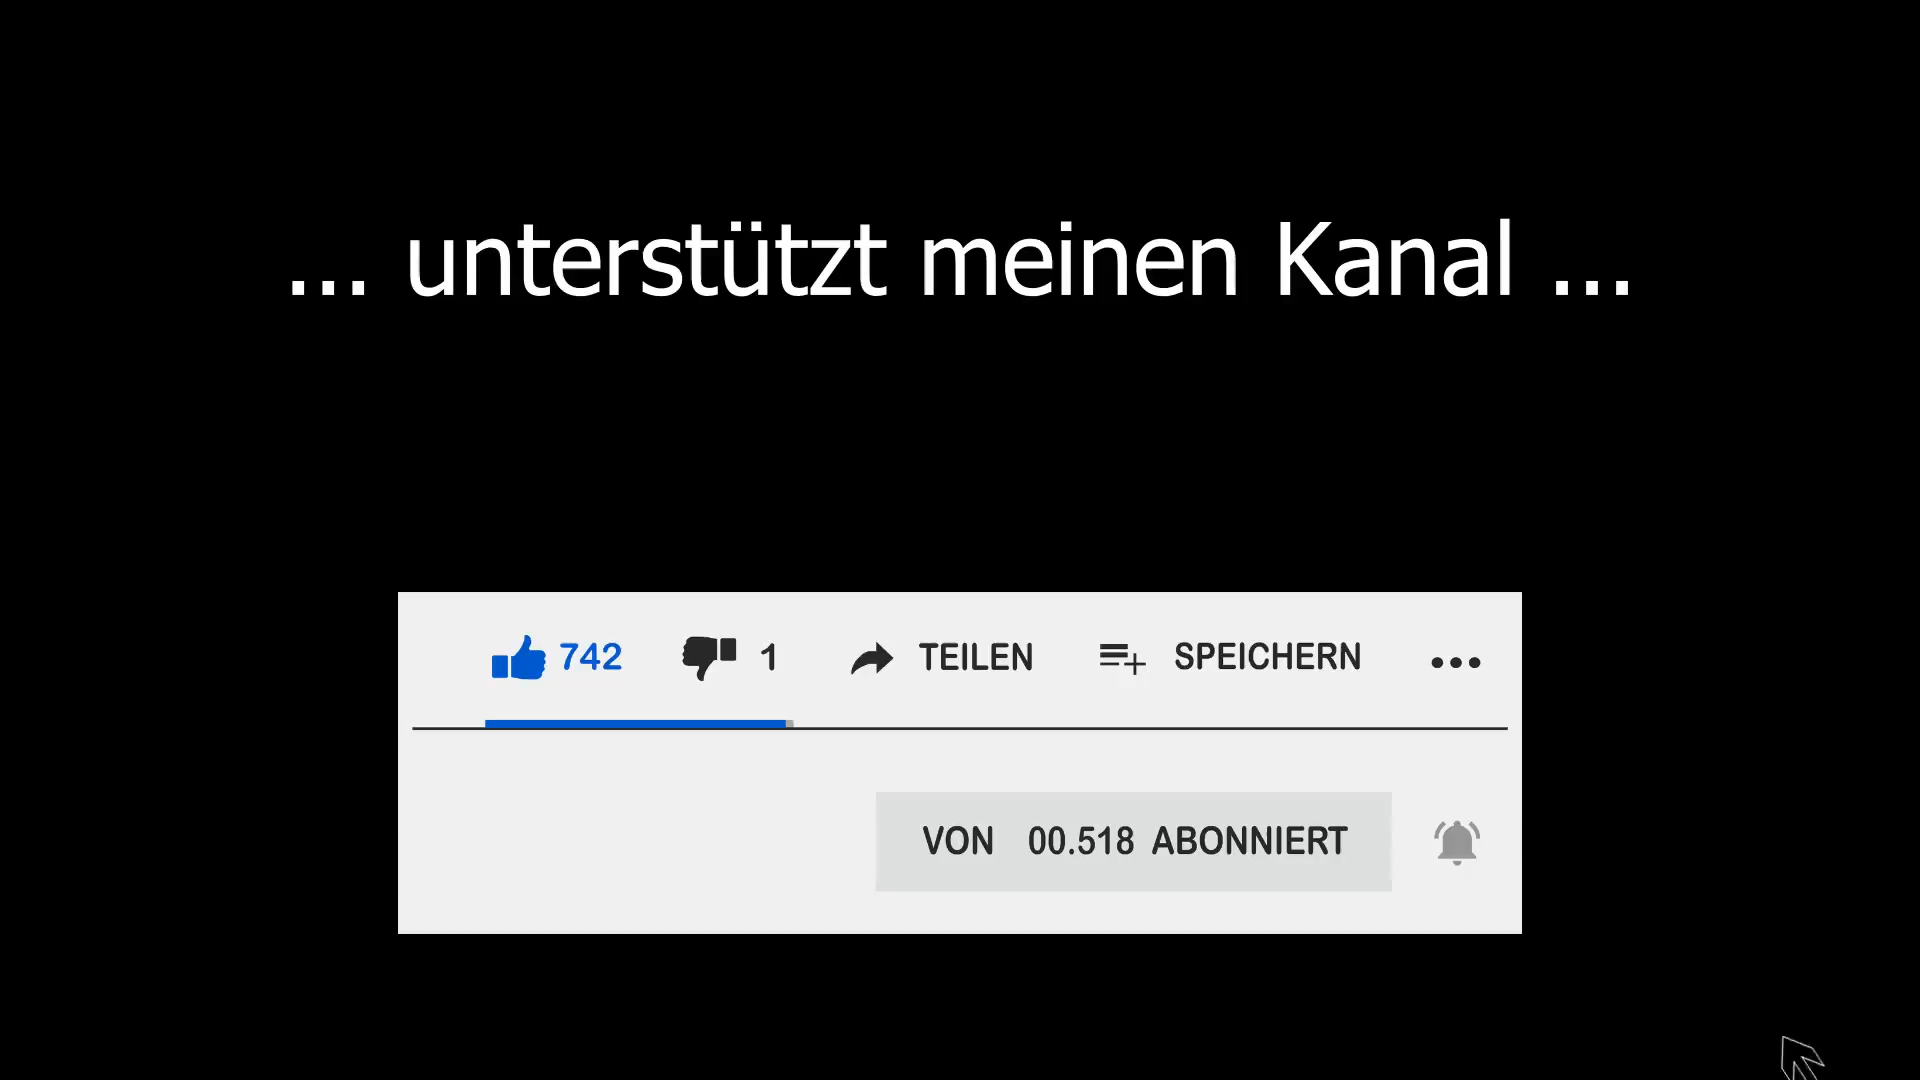 ... unterstützt meinen Kanal ...
742 1 TEILEN SPEICHERN
VON 00.518 ABONNIERT